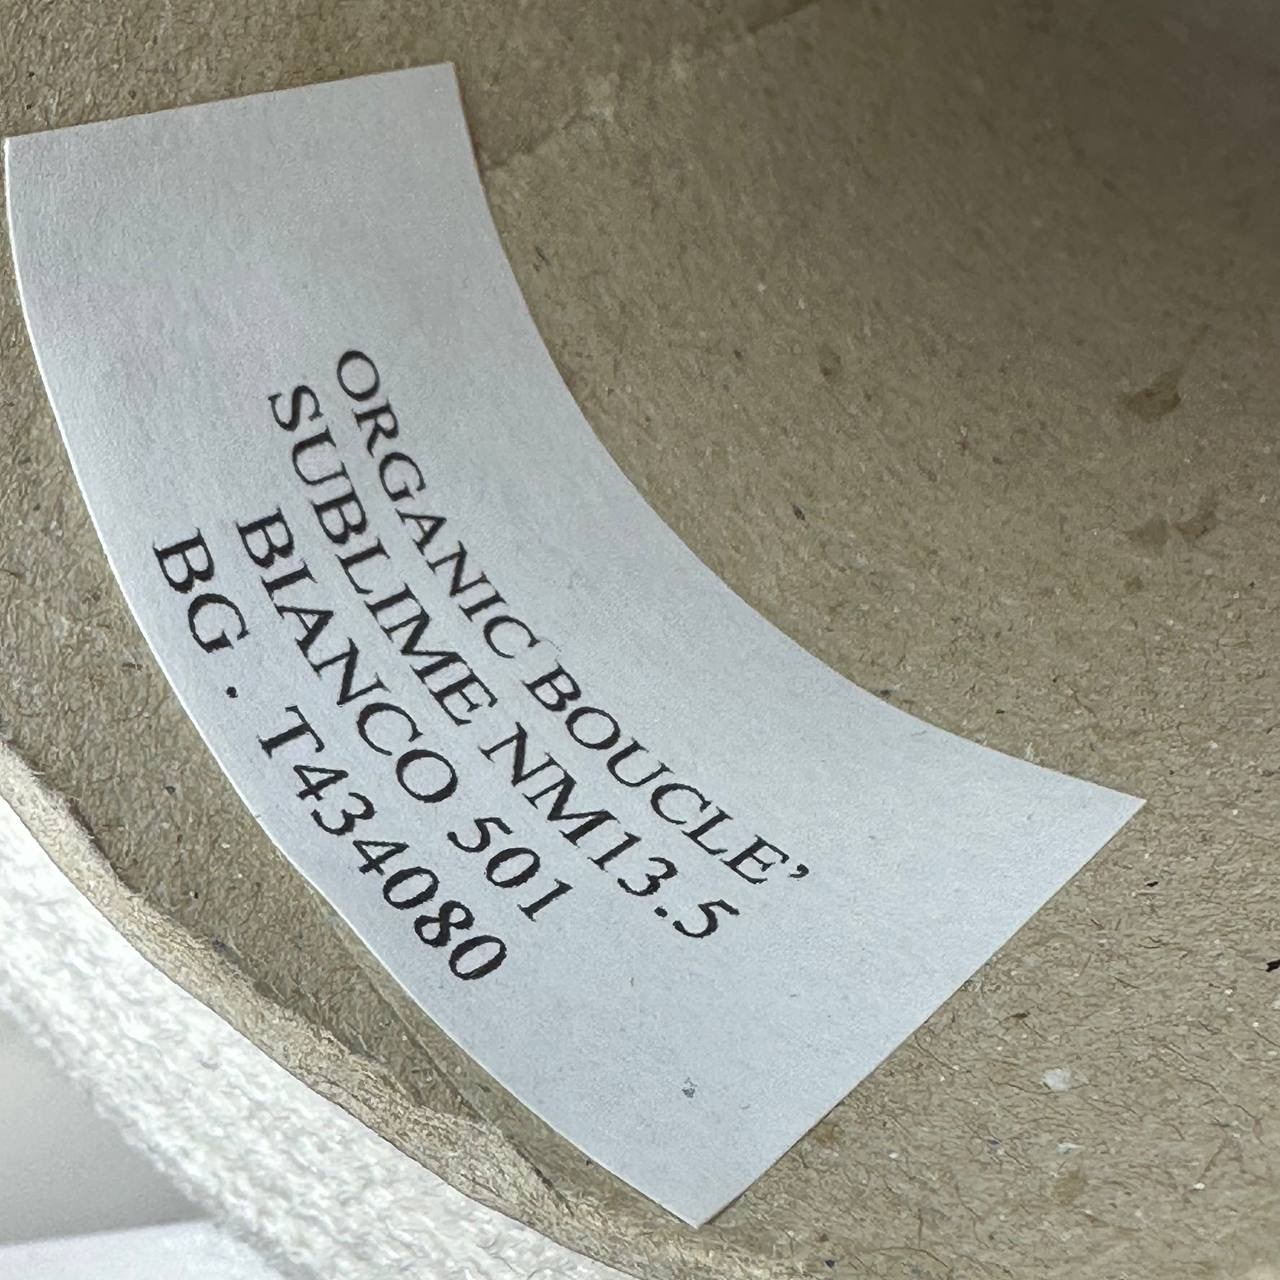 ORGANIC BOUCLE’
SUBLIME NM13.5
BIANCO 501
BG . T434080